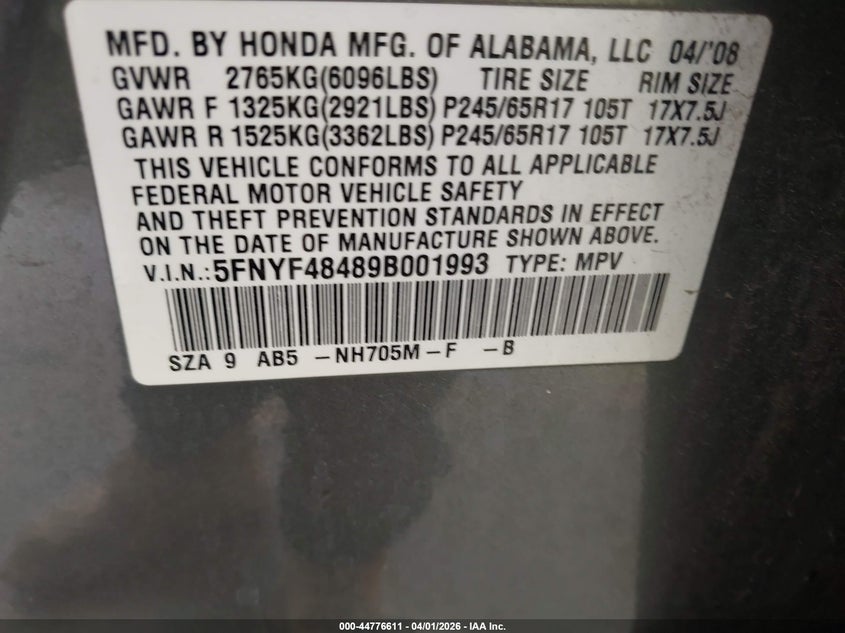 MFD. BY HONDA MFG. OF ALABAMA, LLC 04/'08
GVWR 2765KG(6096LBS) TIRE SIZE RIM SIZE
GAWR F 1325KG(2921LBS) P245/65R17 105T 17X7.5J
GAWR R 1525KG(3362LBS) P245/65R17 105T 17X7.5J
THIS VEHICLE CONFORMS TO ALL APPLICABLE
FEDERAL MOTOR VEHICLE SAFETY
AND THEFT PREVENTION STANDARDS IN EFFECT
ON THE DATE OF MANUFACTURE SHOWN ABOVE.
V.I.N.:5FNYF48489B001993 TYPE: MPV
SZA 9 AB5 -NH705M-F -B
000-44776611 - 04/01/2026 - IAA Inc.